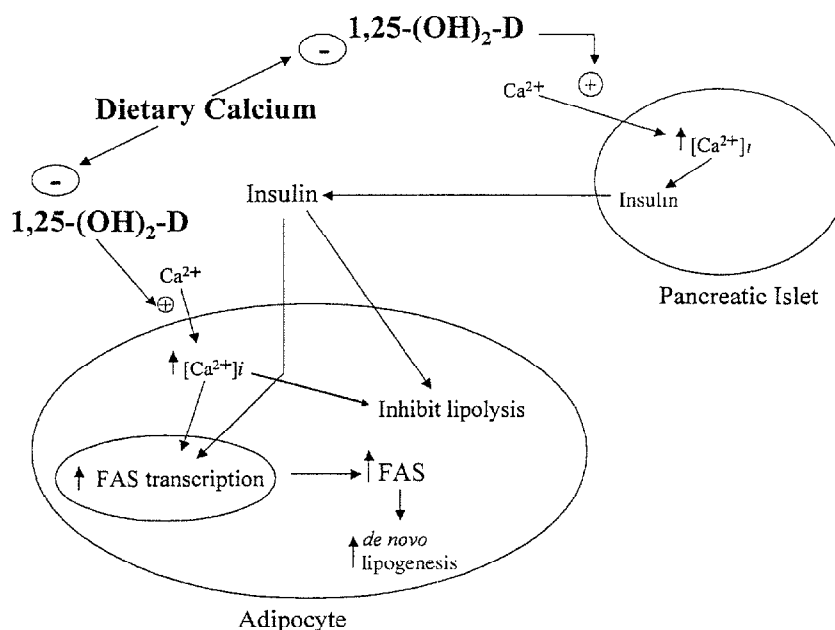 1,25-(OH)₂-D
-
⊕
Ca²⁺
Dietary Calcium
↑ [Ca²⁺]i
-
Insulin
Insulin
1,25-(OH)₂-D
Ca²⁺
⊕
Pancreatic Islet
↑ [Ca²⁺]i
Inhibit lipolysis
↑ FAS transcription
↑ FAS
↑ de novo
lipogenesis
Adipocyte